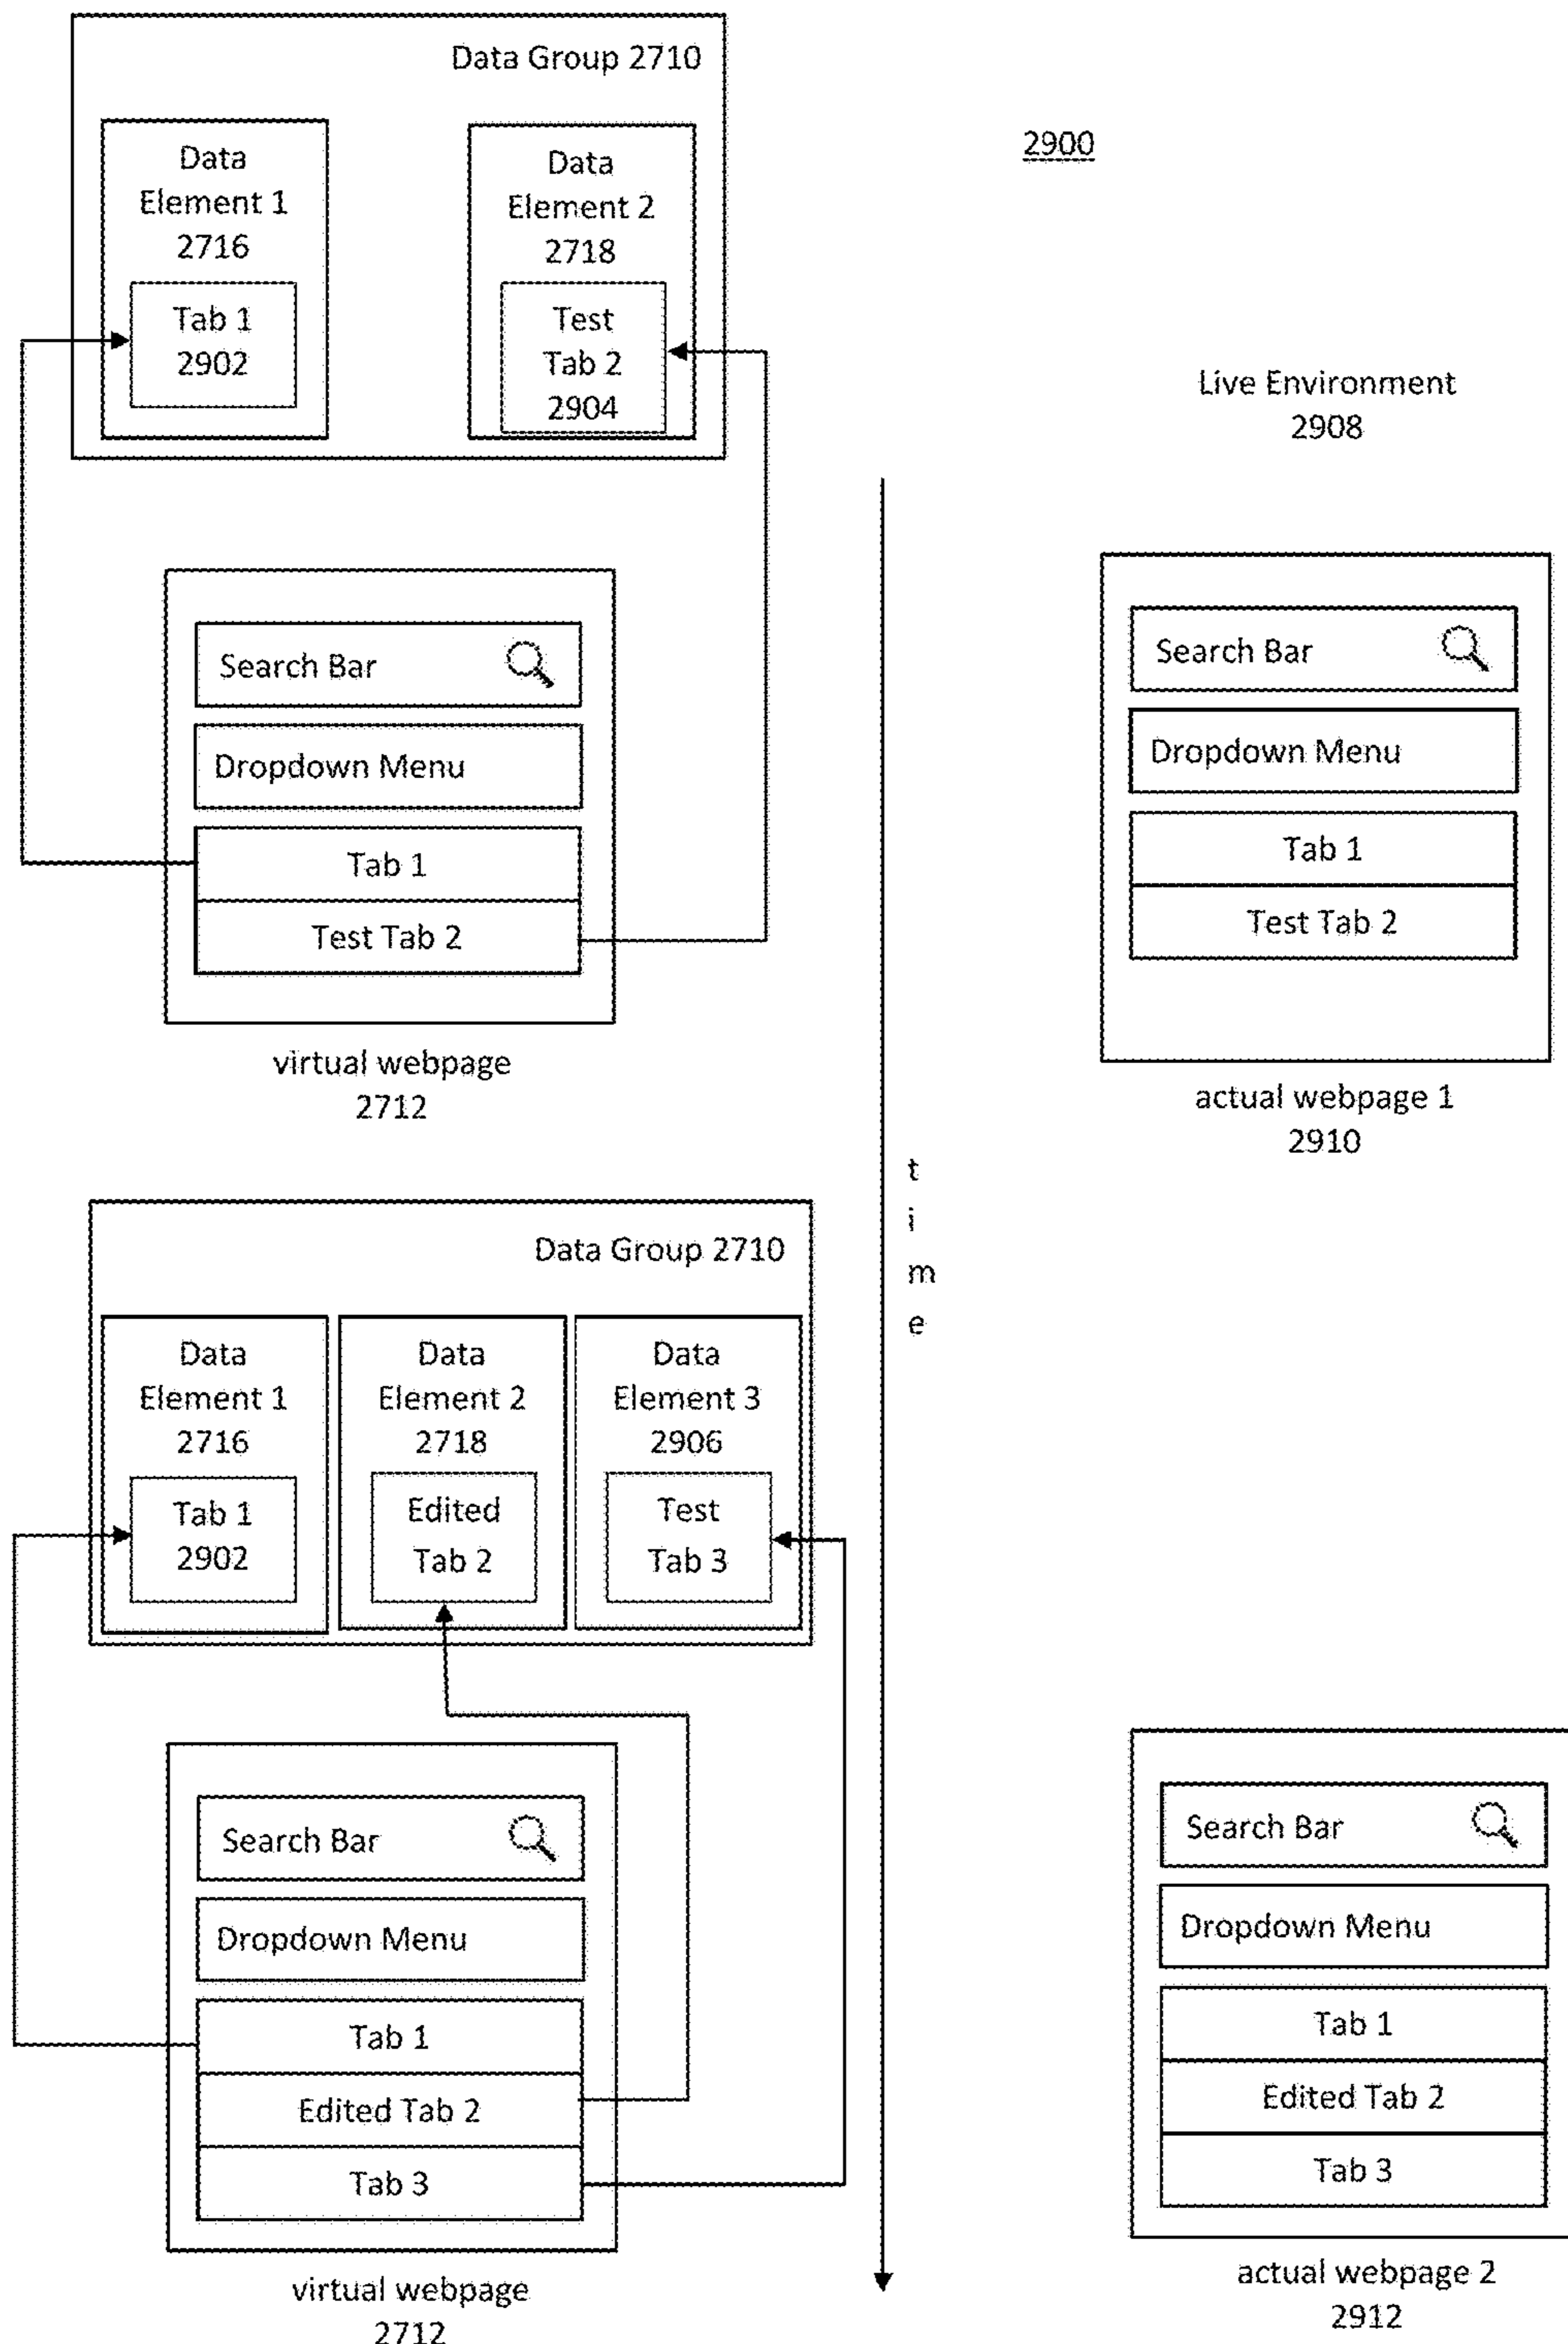 Data Group 2710
Data
Element 1
2716
Tab 1
2902
Data
Element 2
2718
Test
Tab 2
2904
2900
Live Environment
2908
Search Bar
Dropdown Menu
Tab 1
Test Tab 2
virtual webpage
2712
Search Bar
Dropdown Menu
Tab 1
Test Tab 2
actual webpage 1
2910
t
i
m
e
Data Group 2710
Data
Element 1
2716
Tab 1
2902
Data
Element 2
2718
Edited
Tab 2
Data
Element 3
2906
Test
Tab 3
Search Bar
Dropdown Menu
Tab 1
Edited Tab 2
Tab 3
virtual webpage
2712
Search Bar
Dropdown Menu
Tab 1
Edited Tab 2
Tab 3
actual webpage 2
2912